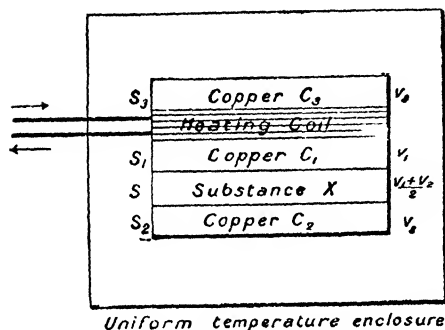 S₃ Copper C₃ V₃
Heating Coil
S₁ Copper C₁ V₁
S Substance X V₁+V₂/2
S₂ Copper C₂ V₂
Uniform temperature enclosure